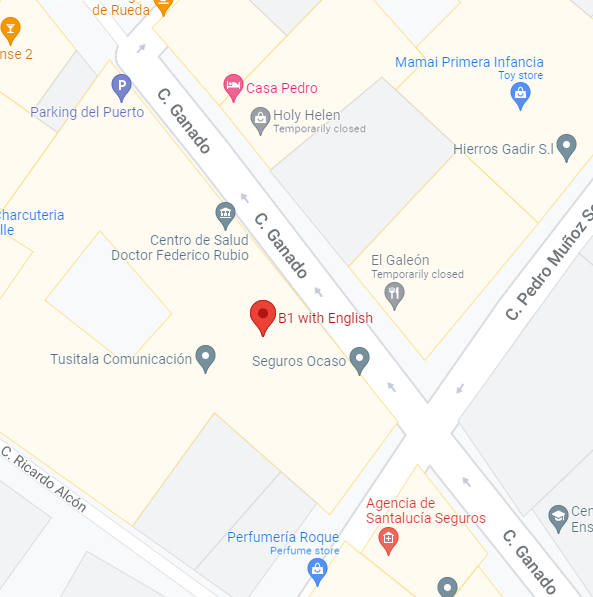 de Rueda
nse 2
Mamai Primera Infancia
Toy store
Casa Pedro
Parking del Puerto
Holy Helen
Temporarily closed
C. Ganado
Hierros Gadir S.l
Charcuteria
lle
Centro de Salud
Doctor Federico Rubio
C. Ganado
El Galeón
Temporarily closed
C. Pedro Muñoz Se
B1 with English
Tusitala Comunicación
Seguros Ocaso
C. Ricardo Alcón
Agencia de
Santalucía Seguros
Perfumería Roque
Perfume store
Cen
Ens
C. Ganado